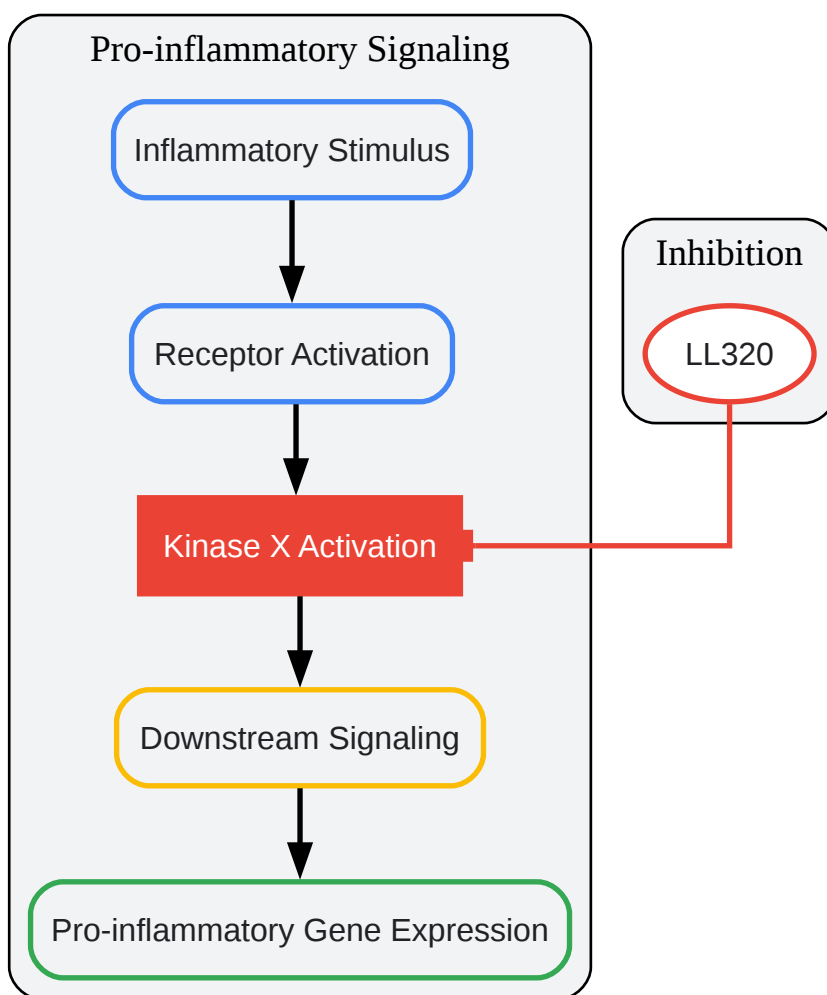 Pro-inflammatory Signaling
Inflammatory Stimulus
Inhibition
Receptor Activation
LL320
Kinase X Activation
Downstream Signaling
Pro-inflammatory Gene Expression